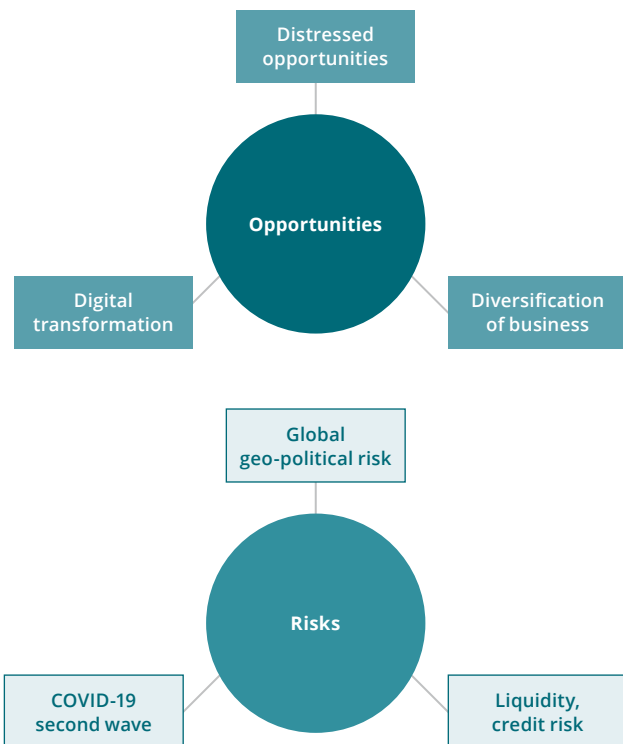 Distressed
opportunities
Opportunities
Digital
transformation
Diversification
of business
Global
geo-political risk
Risks
COVID-19
second wave
Liquidity,
credit risk